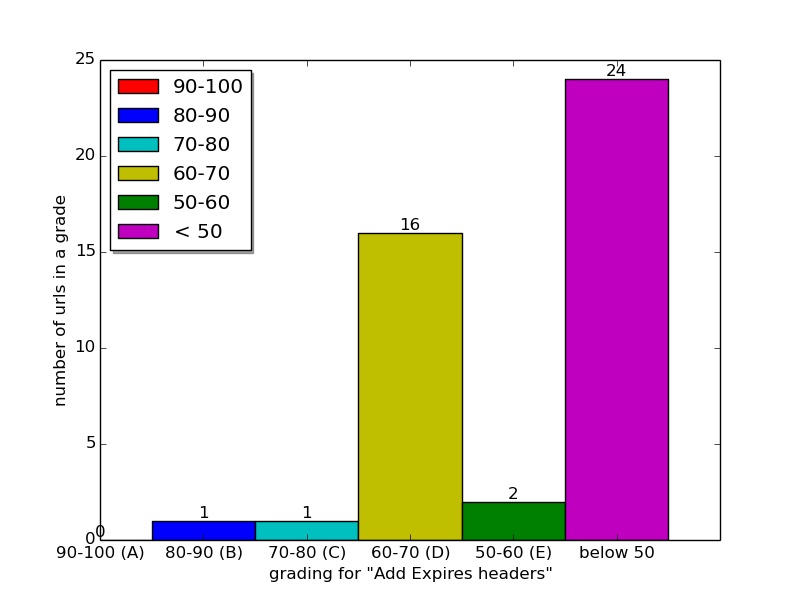 25
20
15
10
5
0
number of urls in a grade
90-100
80-90
70-80
60-70
50-60
< 50
0
1
1
16
2
24
90-100 (A)
80-90 (B)
70-80 (C)
60-70 (D)
50-60 (E)
below 50
grading for "Add Expires headers"